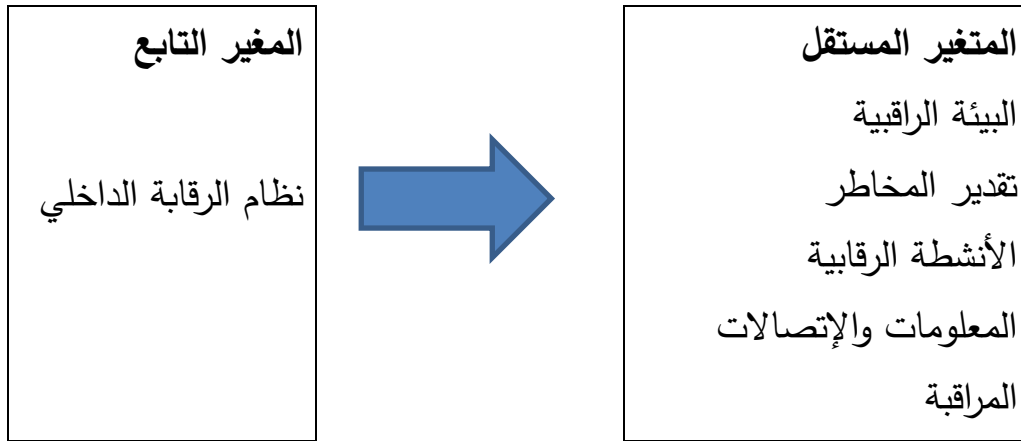 المتغير المستقل
البيئة الراقبية
تقدير المخاطر
الأنشطة الرقابية
المعلومات والإتصالات
المراقبة
المغير التابع
نظام الرقابة الداخلي